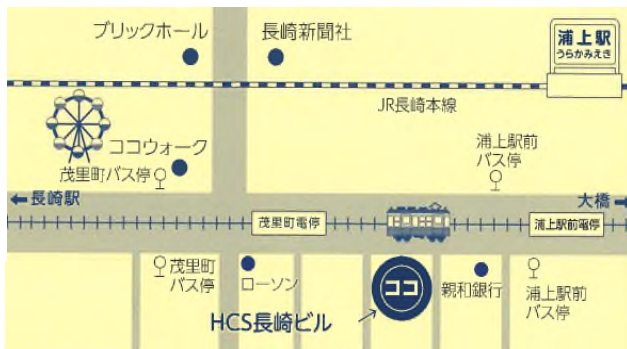 ブリックホール
長崎新聞社
浦上駅
うらかみえき
JR長崎本線
ココウォーク
茂里町バス停
浦上駅前
バス停
←長崎駅
大橋→
茂里町電停
浦上駅前電停
茂里町
バス停
ローソン
ココ
親和銀行
浦上駅前
バス停
HCS長崎ビル